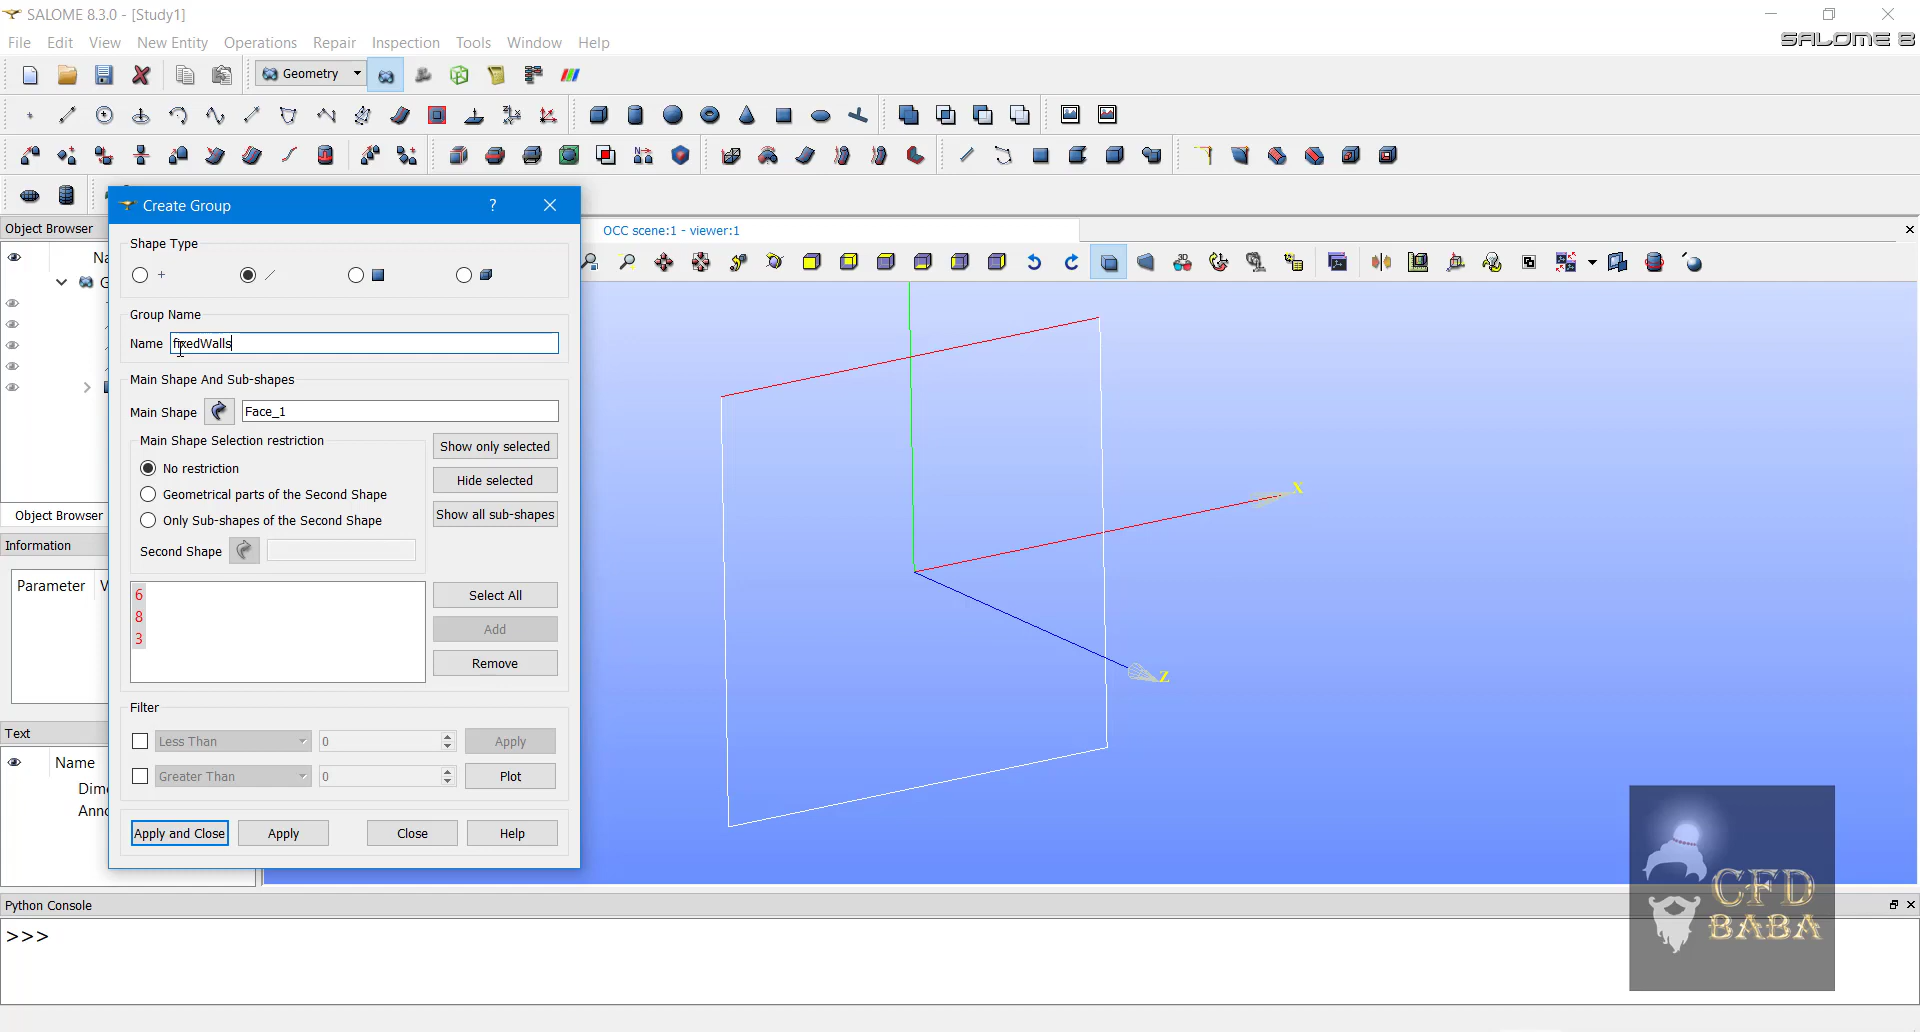 SALOME 8.3.0 - [Study1]
File Edit View New Entity Operations Repair Inspection Tools Window Help
SALOME 8
Geometry
Create Group ?
Object Browser
OCC scene:1 - viewer:1
Shape Type
G
Group Name
Name fixedWalls
Main Shape And Sub-shapes
Main Shape Face_1
Main Shape Selection restriction
Show only selected
No restriction
Hide selected
Geometrical parts of the Second Shape
Show all sub-shapes
Only Sub-shapes of the Second Shape
Second Shape
Object Browser
Information
Parameter V
6
8
3
Select All
Add
Remove
Filter
Less Than 0 Apply
Greater Than 0 Plot
Apply and Close Apply Close Help
Text
Name
X
Z
CFD
BABA
Python Console
>>>